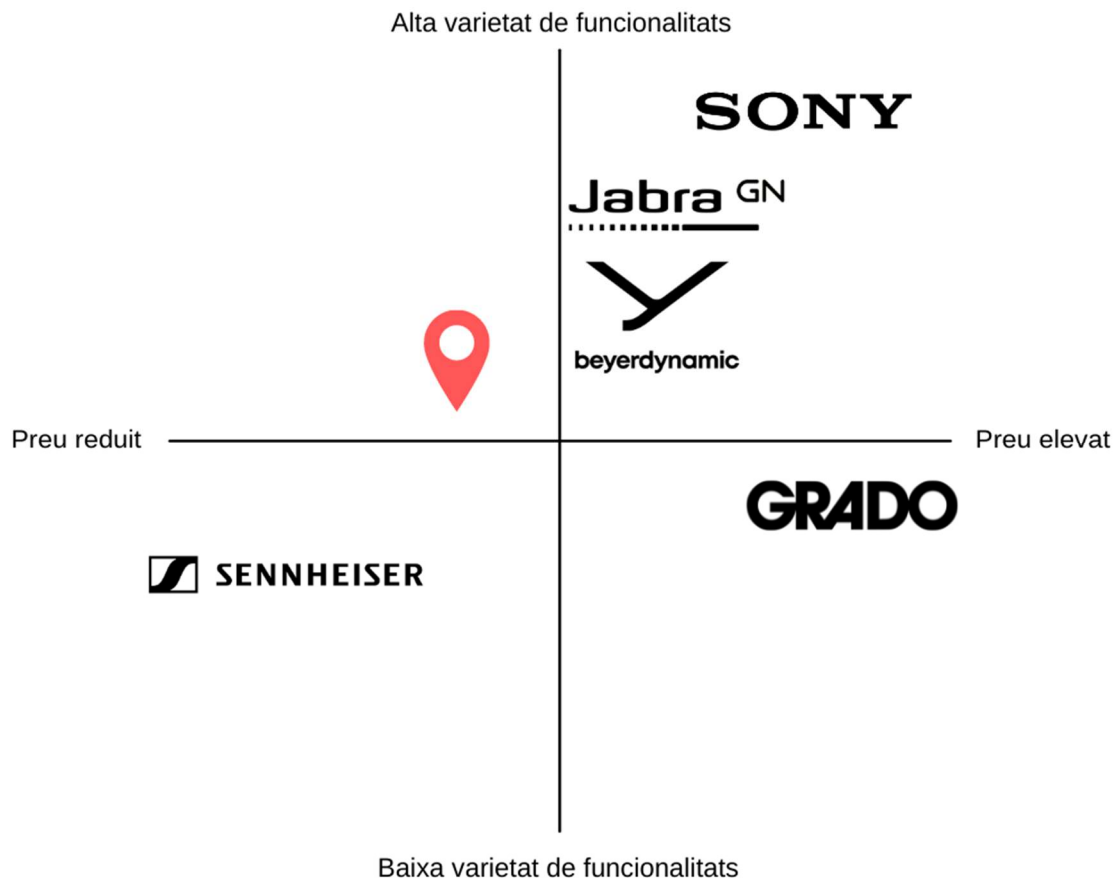 Alta varietat de funcionalitats
SONY
Jabra GN
beyerdynamic
Preu reduit
Preu elevat
GRADO
SENNHEISER
Baixa varietat de funcionalitats